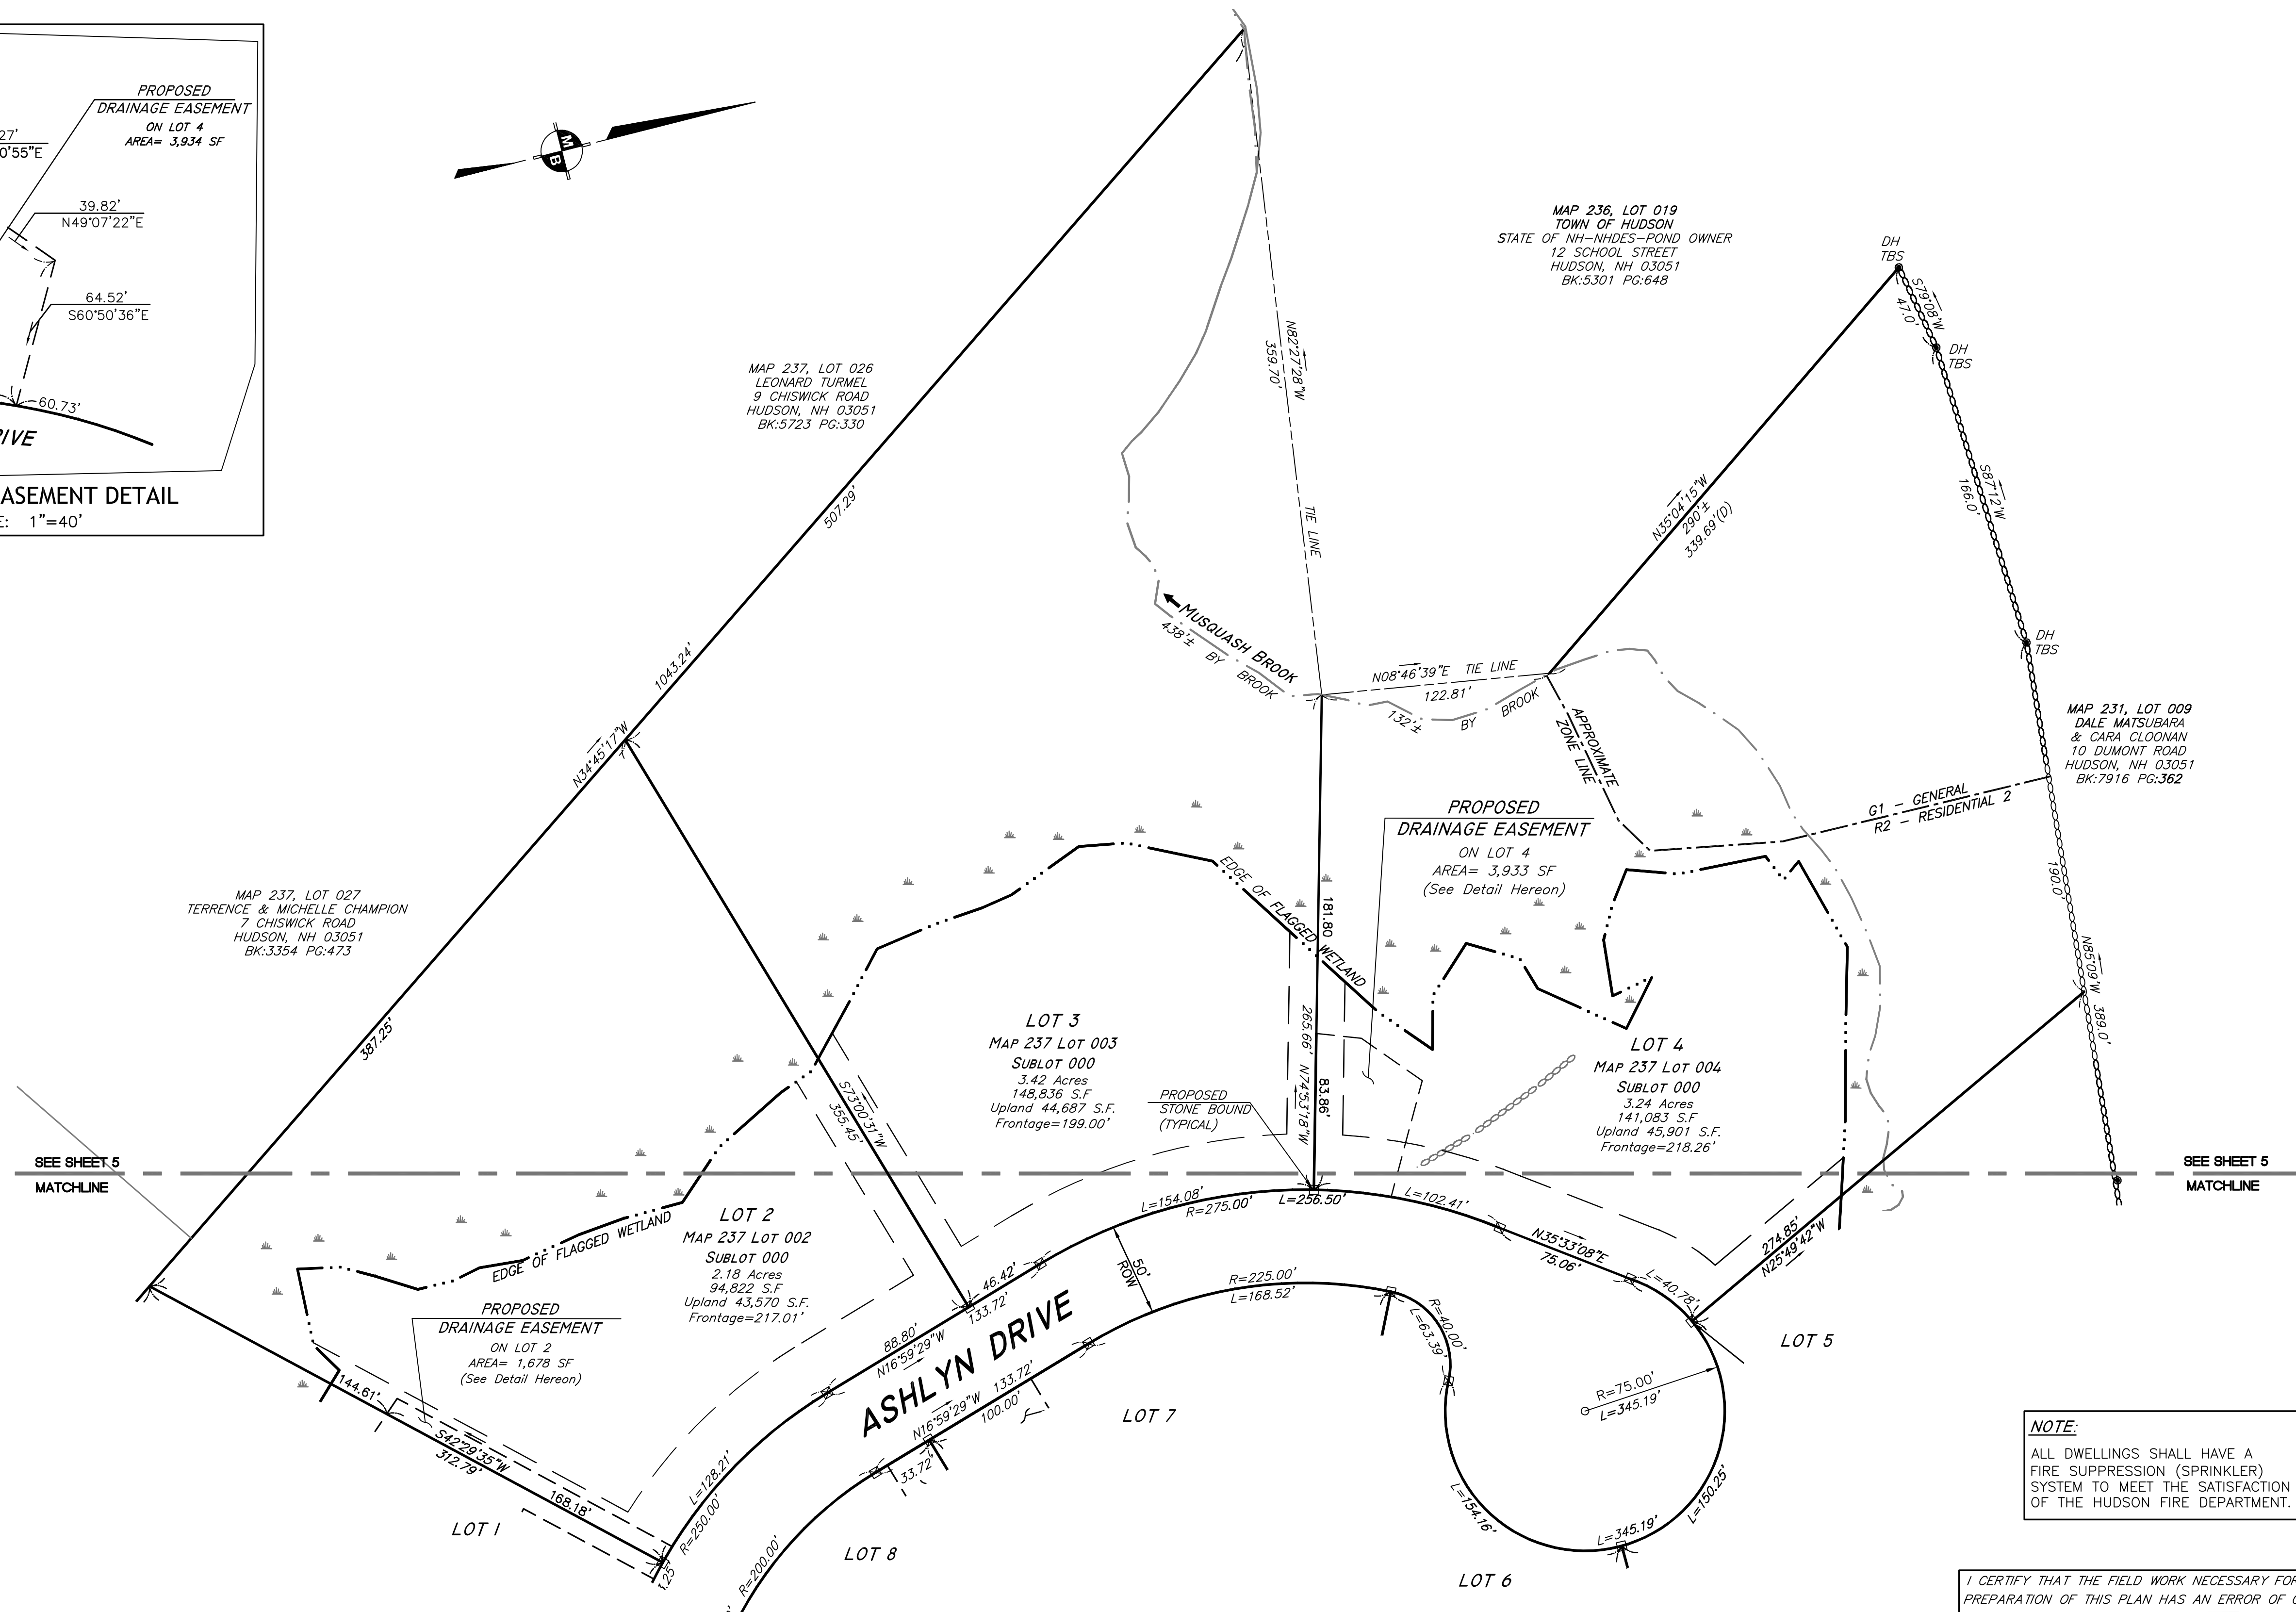 PROPOSED
DRAINAGE EASEMENT
ON LOT 4
AREA= 3,934 SF
27'
0'55"E
39.82'
N49°07'22"E
64.52'
S60°50'36"E
60.73'
RIVE
ASEMENT DETAIL
E: 1"=40'
M
B
MAP 236, LOT 019
TOWN OF HUDSON
STATE OF NH-NHDES-POND OWNER
12 SCHOOL STREET
HUDSON, NH 03051
BK:5301 PG:648
DH
TBS
S79°08'W
47.0'
DH
TBS
N82°27'28"W
359.70'
TIE LINE
MAP 237, LOT 026
LEONARD TURMEL
9 CHISWICK ROAD
HUDSON, NH 03051
BK:5723 PG:330
507.29'
1043.24'
N34°45'17"W
387.25'
N35°04'15"W
290'±
339.69'(D)
S87°12'W
166.0'
DH
TBS
MUSQUASH BROOK
438'± BY BROOK
N08°46'39"E TIE LINE
122.81'
132'± BY BROOK
APPROXIMATE
ZONE LINE
G1 - GENERAL
R2 - RESIDENTIAL 2
MAP 231, LOT 009
DALE MATSUBARA
& CARA CLOONAN
10 DUMONT ROAD
HUDSON, NH 03051
BK:7916 PG:362
190.0'
N85°09'W 389.0'
PROPOSED
DRAINAGE EASEMENT
ON LOT 4
AREA= 3,933 SF
(See Detail Hereon)
EDGE OF FLAGGED WETLAND
181.80
265.66' N74°53'18"W
83.86'
MAP 237, LOT 027
TERRENCE & MICHELLE CHAMPION
7 CHISWICK ROAD
HUDSON, NH 03051
BK:3354 PG:473
LOT 3
MAP 237 LOT 003
SUBLOT 000
3.42 Acres
148,836 S.F
Upland 44,687 S.F.
Frontage=199.00'
PROPOSED
STONE BOUND
(TYPICAL)
LOT 4
MAP 237 LOT 004
SUBLOT 000
3.24 Acres
141,083 S.F
Upland 45,901 S.F.
Frontage=218.26'
S73°00'31"W
355.45'
SEE SHEET 5
MATCHLINE
SEE SHEET 5
MATCHLINE
EDGE OF FLAGGED WETLAND
LOT 2
MAP 237 LOT 002
SUBLOT 000
2.18 Acres
94,822 S.F
Upland 43,570 S.F.
Frontage=217.01'
PROPOSED
DRAINAGE EASEMENT
ON LOT 2
AREA= 1,678 SF
(See Detail Hereon)
L=154.08'
R=275.00'
L=256.50'
L=102.41'
N35°33'08"E
75.06'
L=40.78'
274.85'
N25°49'42"W
46.42'
133.72'
88.80'
N16°59'29"W
50'
ROW
R=225.00'
L=168.52'
R=40.00'
L=63.39'
ASHLYN DRIVE
N16°59'29"W 133.72'
100.00'
33.72'
R=75.00'
L=345.19'
L=345.19'
L=154.16'
L=150.25'
144.61'
S42°29'35"W
312.79'
168.18'
L=128.21'
R=250.00'
R=200.00'
.25'
LOT 1
LOT 8
LOT 7
LOT 6
LOT 5
NOTE:
ALL DWELLINGS SHALL HAVE A
FIRE SUPPRESSION (SPRINKLER)
SYSTEM TO MEET THE SATISFACTION
OF THE HUDSON FIRE DEPARTMENT.
I CERTIFY THAT THE FIELD WORK NECESSARY FOR
PREPARATION OF THIS PLAN HAS AN ERROR OF